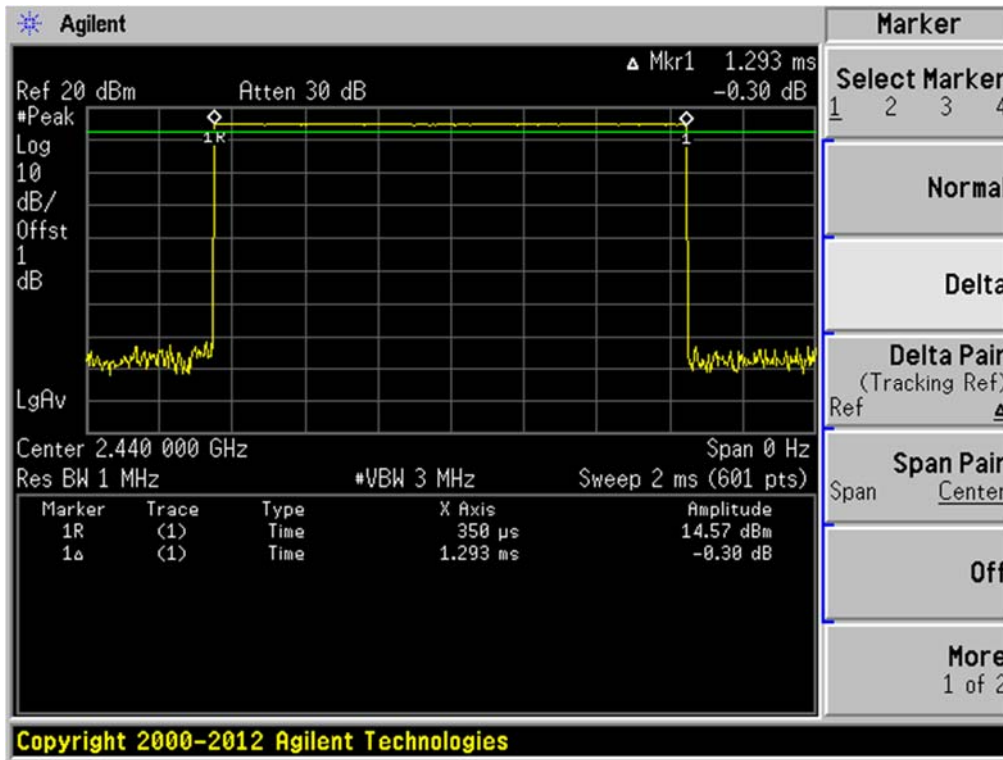 Agilent
Marker
Δ Mkr1 1.293 ms
Ref 20 dBm Atten 30 dB -0.30 dB
#Peak
Log
10
dB/
Offst
1
dB
LgAv
1R
1
Center 2.440 000 GHz Span 0 Hz
Res BW 1 MHz #VBW 3 MHz Sweep 2 ms (601 pts)
Marker Trace Type X Axis Amplitude
1R (1) Time 350 µs 14.57 dBm
1Δ (1) Time 1.293 ms -0.30 dB
Select Marker
1 2 3 4
Normal
Delta
Delta Pair
(Tracking Ref)
Ref Δ
Span Pair
Span Center
Off
More
1 of 2
Copyright 2000-2012 Agilent Technologies